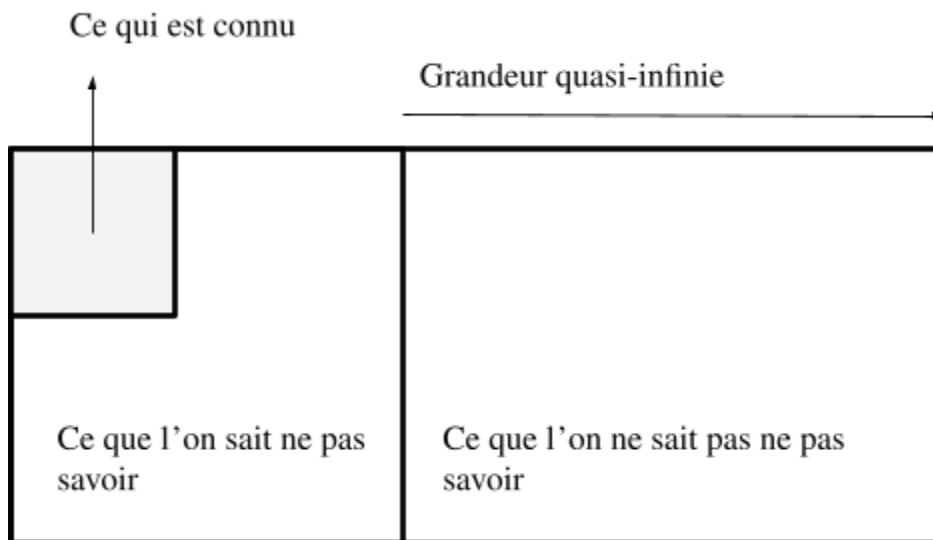 Ce qui est connu
Grandeur quasi-infinie
Ce que l’on sait ne pas
savoir
Ce que l’on ne sait pas ne pas
savoir